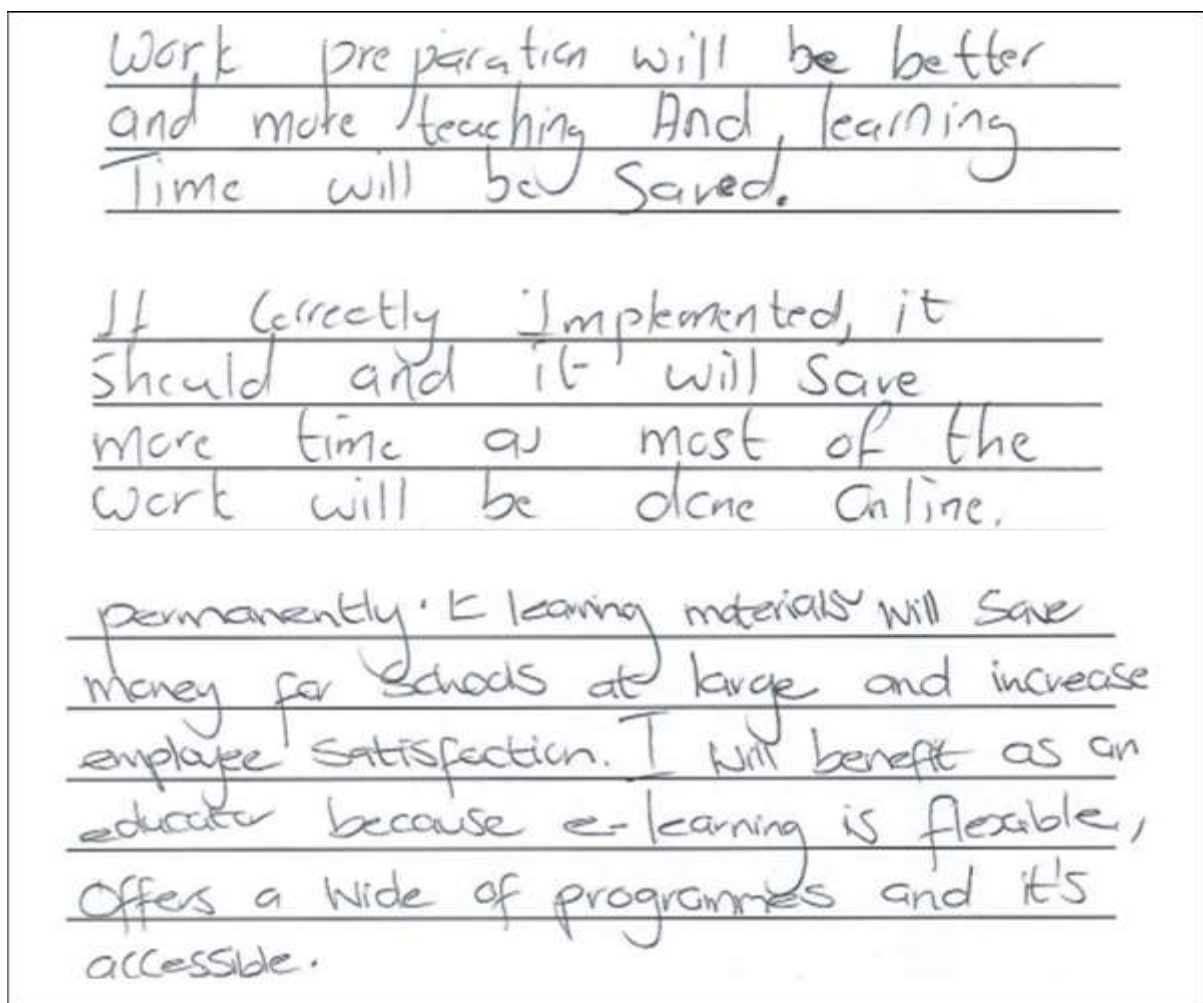 Work preparation will be better
and more teaching And learning
Time will be Saved.
If Correctly Implemented, it
should and it will save
more time as most of the
work will be done Online.
permanently. E learning materials will save
money for schools at large and increase
employee satisfaction. I will benefit as an
educator because e-learning is flexible,
Offers a wide of programmes and it's
accessible.